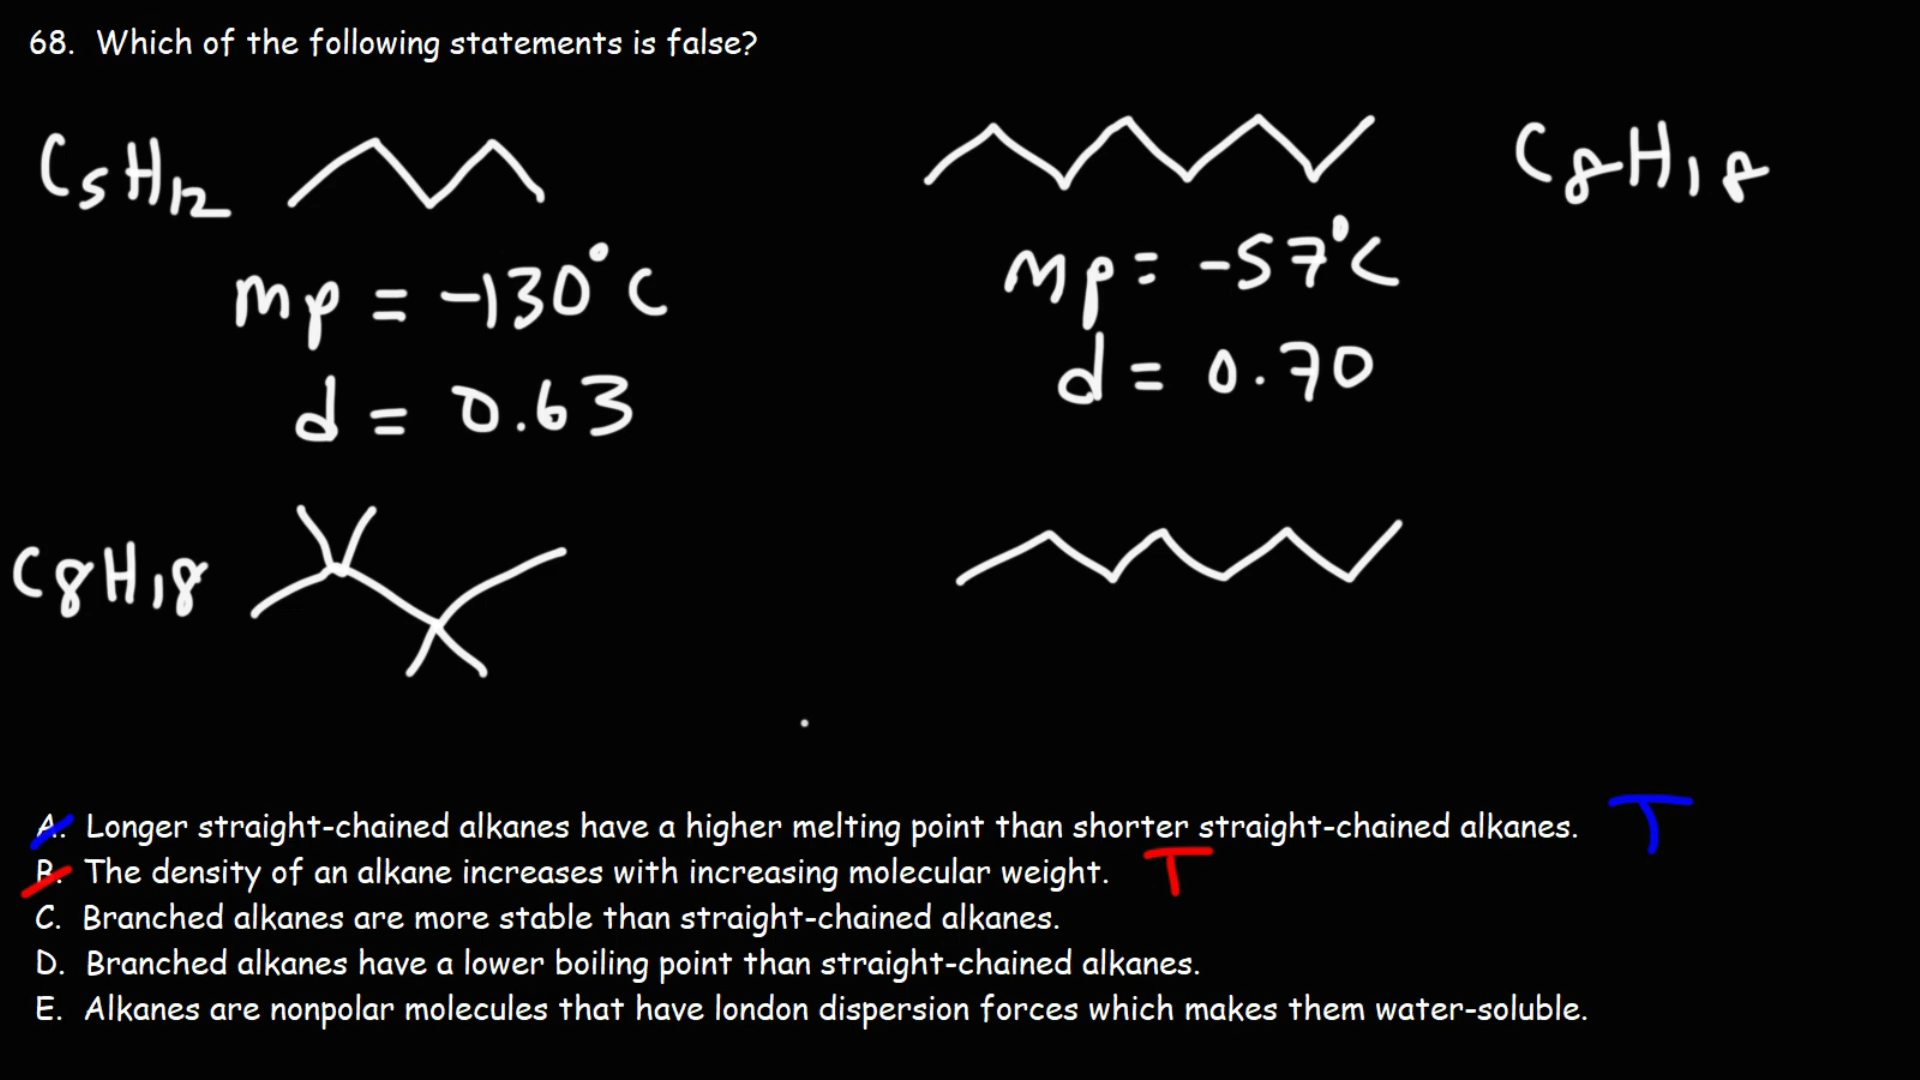 68. Which of the following statements is false?
C5H12
C8H18
mp = -130°C
mp = -57°C
d = 0.63
d = 0.70
C8H18
A. Longer straight-chained alkanes have a higher melting point than shorter straight-chained alkanes. T
B. The density of an alkane increases with increasing molecular weight. T
C. Branched alkanes are more stable than straight-chained alkanes.
D. Branched alkanes have a lower boiling point than straight-chained alkanes.
E. Alkanes are nonpolar molecules that have london dispersion forces which makes them water-soluble.